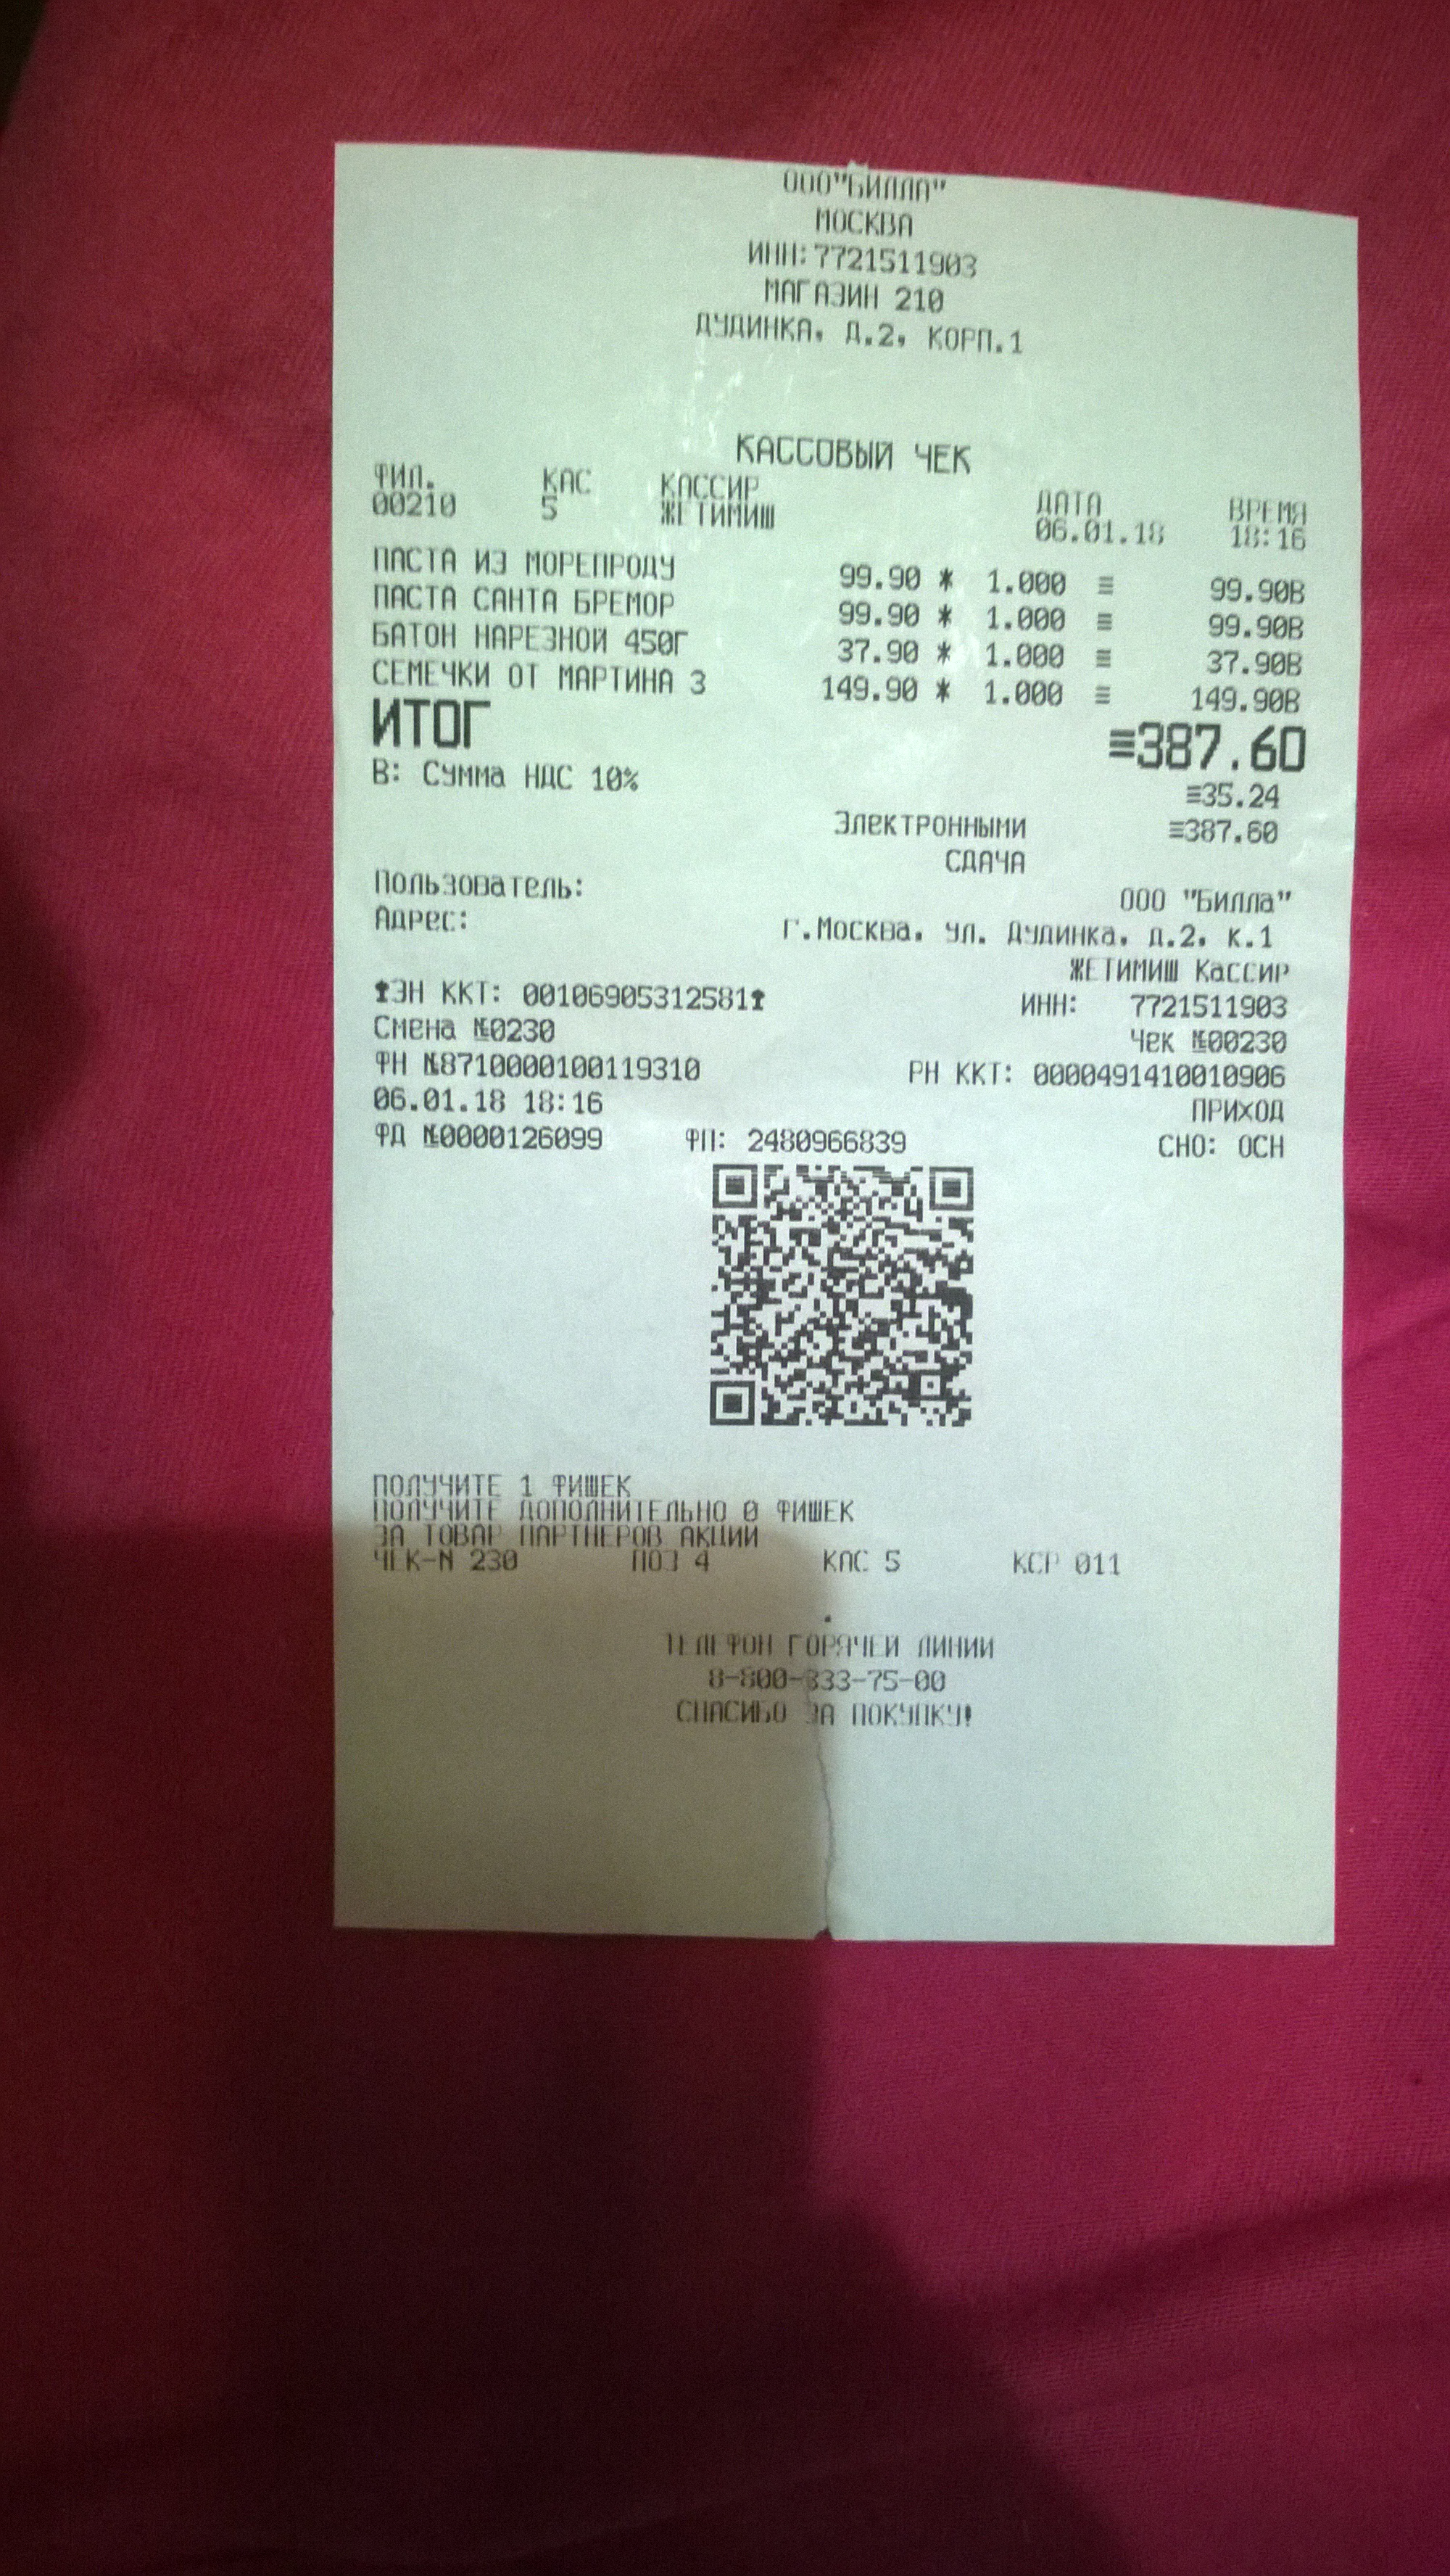 ООО"БИЛЛА"
МОСКВА
ИНН:7721511903
МАГАЗИН 210
ДУДИНКА, Д.2, КОРП.1
КАССОВЫЙ ЧЕК
ФИЛ. КАС КАССИР ДАТА ВРЕМЯ
00210 5 ЖЕТИМИШ 06.01.18 18:16
ПАСТА ИЗ МОРЕПРОДУ 99.90 * 1.000 ≡ 99.90В
ПАСТА САНТА БРЕМОР 99.90 * 1.000 ≡ 99.90В
БАТОН НАРЕЗНОЙ 450Г 37.90 * 1.000 ≡ 37.90В
СЕМЕЧКИ ОТ МАРТИНА 3 149.90 * 1.000 ≡ 149.90В
ИТОГ ≡387.60
В: Сумма НДС 10% ≡35.24
Электронными ≡387.60
СДАЧА
Пользователь: ООО "Билла"
Адрес: г.Москва, ул. Дудинка, д.2, к.1
ЖЕТИМИШ Кассир
ЭН ККТ: 00106905312581 ИНН: 7721511903
Смена №0230 Чек №00230
ФН №8710000100119310 РН ККТ: 0000491410010906
06.01.18 18:16 ПРИХОД
ФД №0000126099 ФП: 2480966839 СНО: ОСН
ПОЛУЧИТЕ 1 ФИШЕК
ПОЛУЧИТЕ ДОПОЛНИТЕЛЬНО 0 ФИШЕК
ЗА ТОВАР ПАРТНЕРОВ АКЦИИ
ЧЕК-N 230 ПОЗ 4 КАС 5 КСР 011
ТЕЛЕФОН ГОРЯЧЕЙ ЛИНИИ
8-800-333-75-00
СПАСИБО ЗА ПОКУПКУ!